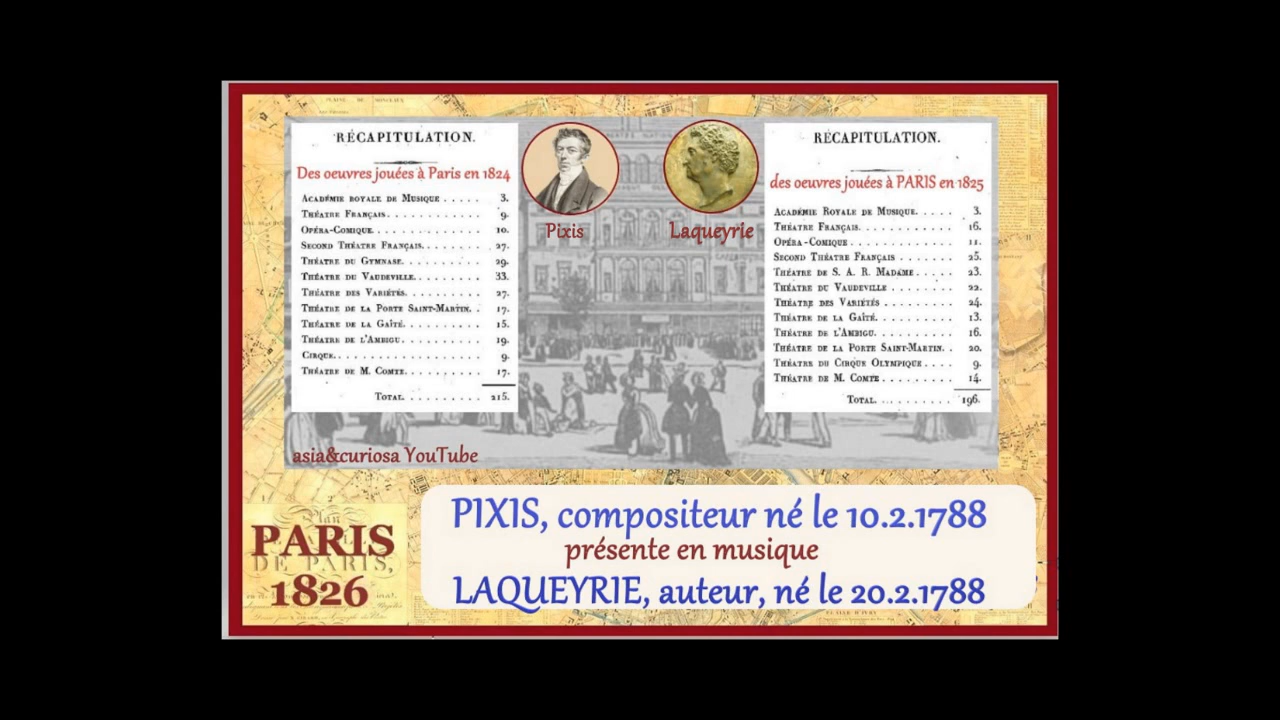 RÉCAPITULATION.
Des oeuvres jouées à Paris en 1824
Académie royale de Musique . . . . . 3.
Théatre Français. . . . . . . . . . . 9.
Opéra-Comique. . . . . . . . . . . . 10.
Second Théatre Français. . . . . . . 27.
Théatre du Gymnase. . . . . . . . . . 29.
Théatre du Vaudeville. . . . . . . . . 33.
Théatre des Variétés. . . . . . . . . 27.
Théatre de la Porte Saint-Martin. . 17.
Théatre de la Gaîté. . . . . . . . . . 15.
Théatre de l'Ambigu. . . . . . . . . . 19.
Cirque. . . . . . . . . . . . . . . . . 9.
Théatre de M. Comte. . . . . . . . . . 17.
Total. . . . . . . . . . 215.
Pixis
Laqueyrie
RÉCAPITULATION.
des oeuvres jouées à PARIS en 1825
Académie Royale de Musique. . . . . 3.
Théatre Français. . . . . . . . . . . 16.
Opéra-Comique . . . . . . . . . . . . 11.
Second Théatre Français . . . . . . . 25.
Théatre de S. A. R. Madame . . . . . 23.
Théatre du Vaudeville . . . . . . . . 22.
Théatre des Variétés . . . . . . . . . 24.
Théatre de la Gaîté. . . . . . . . . . 13.
Théatre de l'Ambigu. . . . . . . . . . 16.
Théatre de la Porte Saint-Martin. . 20.
Théatre du Cirque Olympique . . . . 9.
Théatre de M. Comte . . . . . . . . . 14.
Total. . . . . . . . . . 196.
asia&curiosa YouTube
Plan
PARIS
DE PARIS,
1826
PIXIS, compositeur né le 10.2.1788
présente en musique
LAQUEYRIE, auteur, né le 20.2.1788